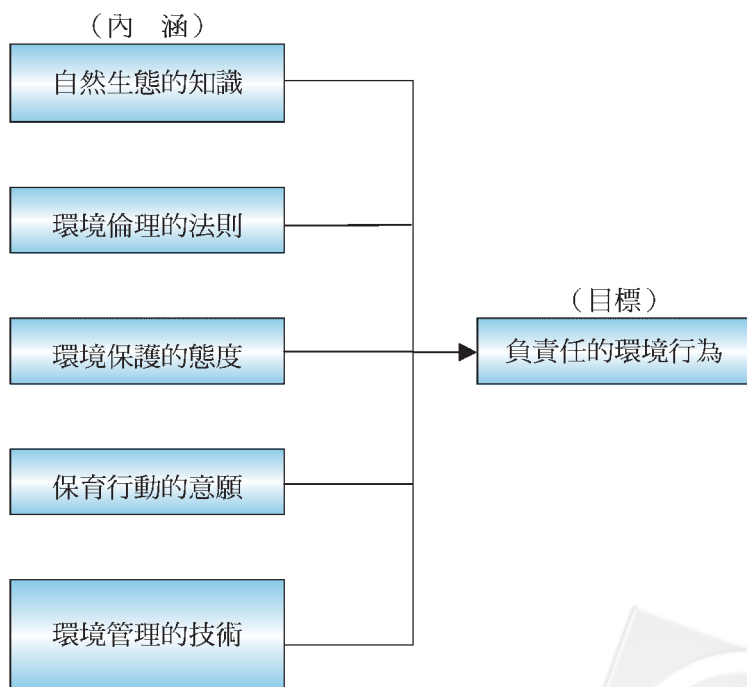 （內　涵）
自然生態的知識
環境倫理的法則
環境保護的態度
保育行動的意願
環境管理的技術
（目標）
負責任的環境行為